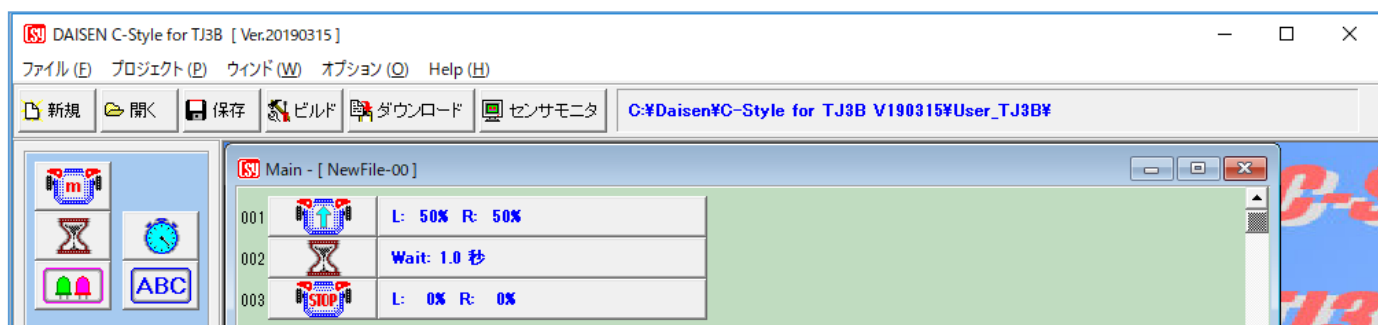 DAISEN C-Style for TJ3B [ Ver.20190315 ]
ファイル (F) プロジェクト (P) ウィンド (W) オプション (O) Help (H)
新規 開く 保存 ビルド ダウンロード センサモニタ C:¥Daisen¥C-Style for TJ3B V190315¥User_TJ3B¥
m
Main - [ NewFile-00 ]
001 L: 50% R: 50%
002 Wait: 1.0 秒
ABC
003 STOP L: 0% R: 0%
C-S